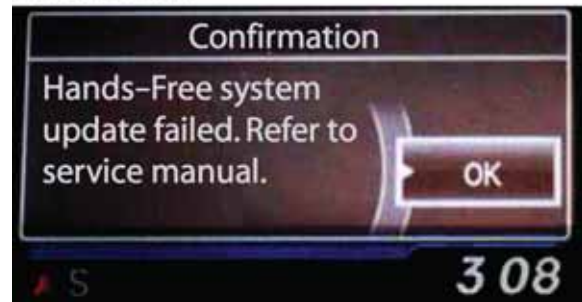 Confirmation
Hands-Free system
update failed. Refer to
service manual.
OK
S
3 08